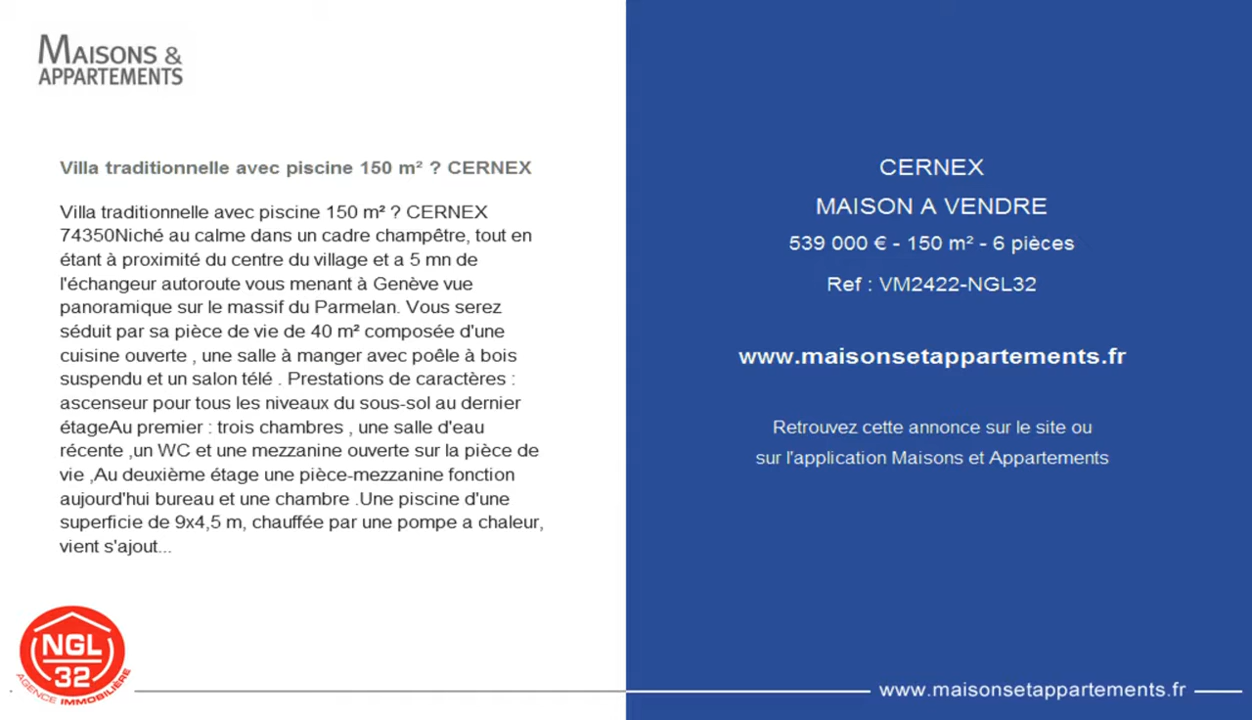 MAISONS &
APPARTEMENTS
Villa traditionnelle avec piscine 150 m² ? CERNEX
Villa traditionnelle avec piscine 150 m² ? CERNEX
74350Niché au calme dans un cadre champêtre, tout en
étant à proximité du centre du village et a 5 mn de
l'échangeur autoroute vous menant à Genève vue
panoramique sur le massif du Parmelan. Vous serez
séduit par sa pièce de vie de 40 m² composée d'une
cuisine ouverte , une salle à manger avec poêle à bois
suspendu et un salon télé . Prestations de caractères :
ascenseur pour tous les niveaux du sous-sol au dernier
étageAu premier : trois chambres , une salle d'eau
récente ,un WC et une mezzanine ouverte sur la pièce de
vie ,Au deuxième étage une pièce-mezzanine fonction
aujourd'hui bureau et une chambre .Une piscine d'une
superficie de 9x4,5 m, chauffée par une pompe a chaleur,
vient s'ajout...
NGL
32
AGENCE IMMOBILIÈRE
CERNEX
MAISON A VENDRE
539 000 € - 150 m² - 6 pièces
Ref : VM2422-NGL32
www.maisonsetappartements.fr
Retrouvez cette annonce sur le site ou
sur l'application Maisons et Appartements
www.maisonsetappartements.fr